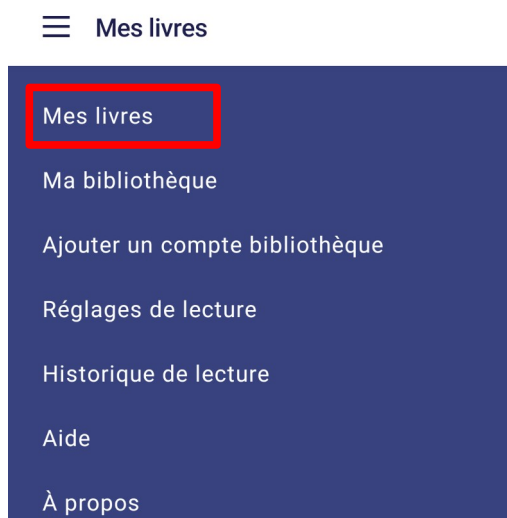 Mes livres
Mes livres
Ma bibliothèque
Ajouter un compte bibliothèque
Réglages de lecture
Historique de lecture
Aide
À propos